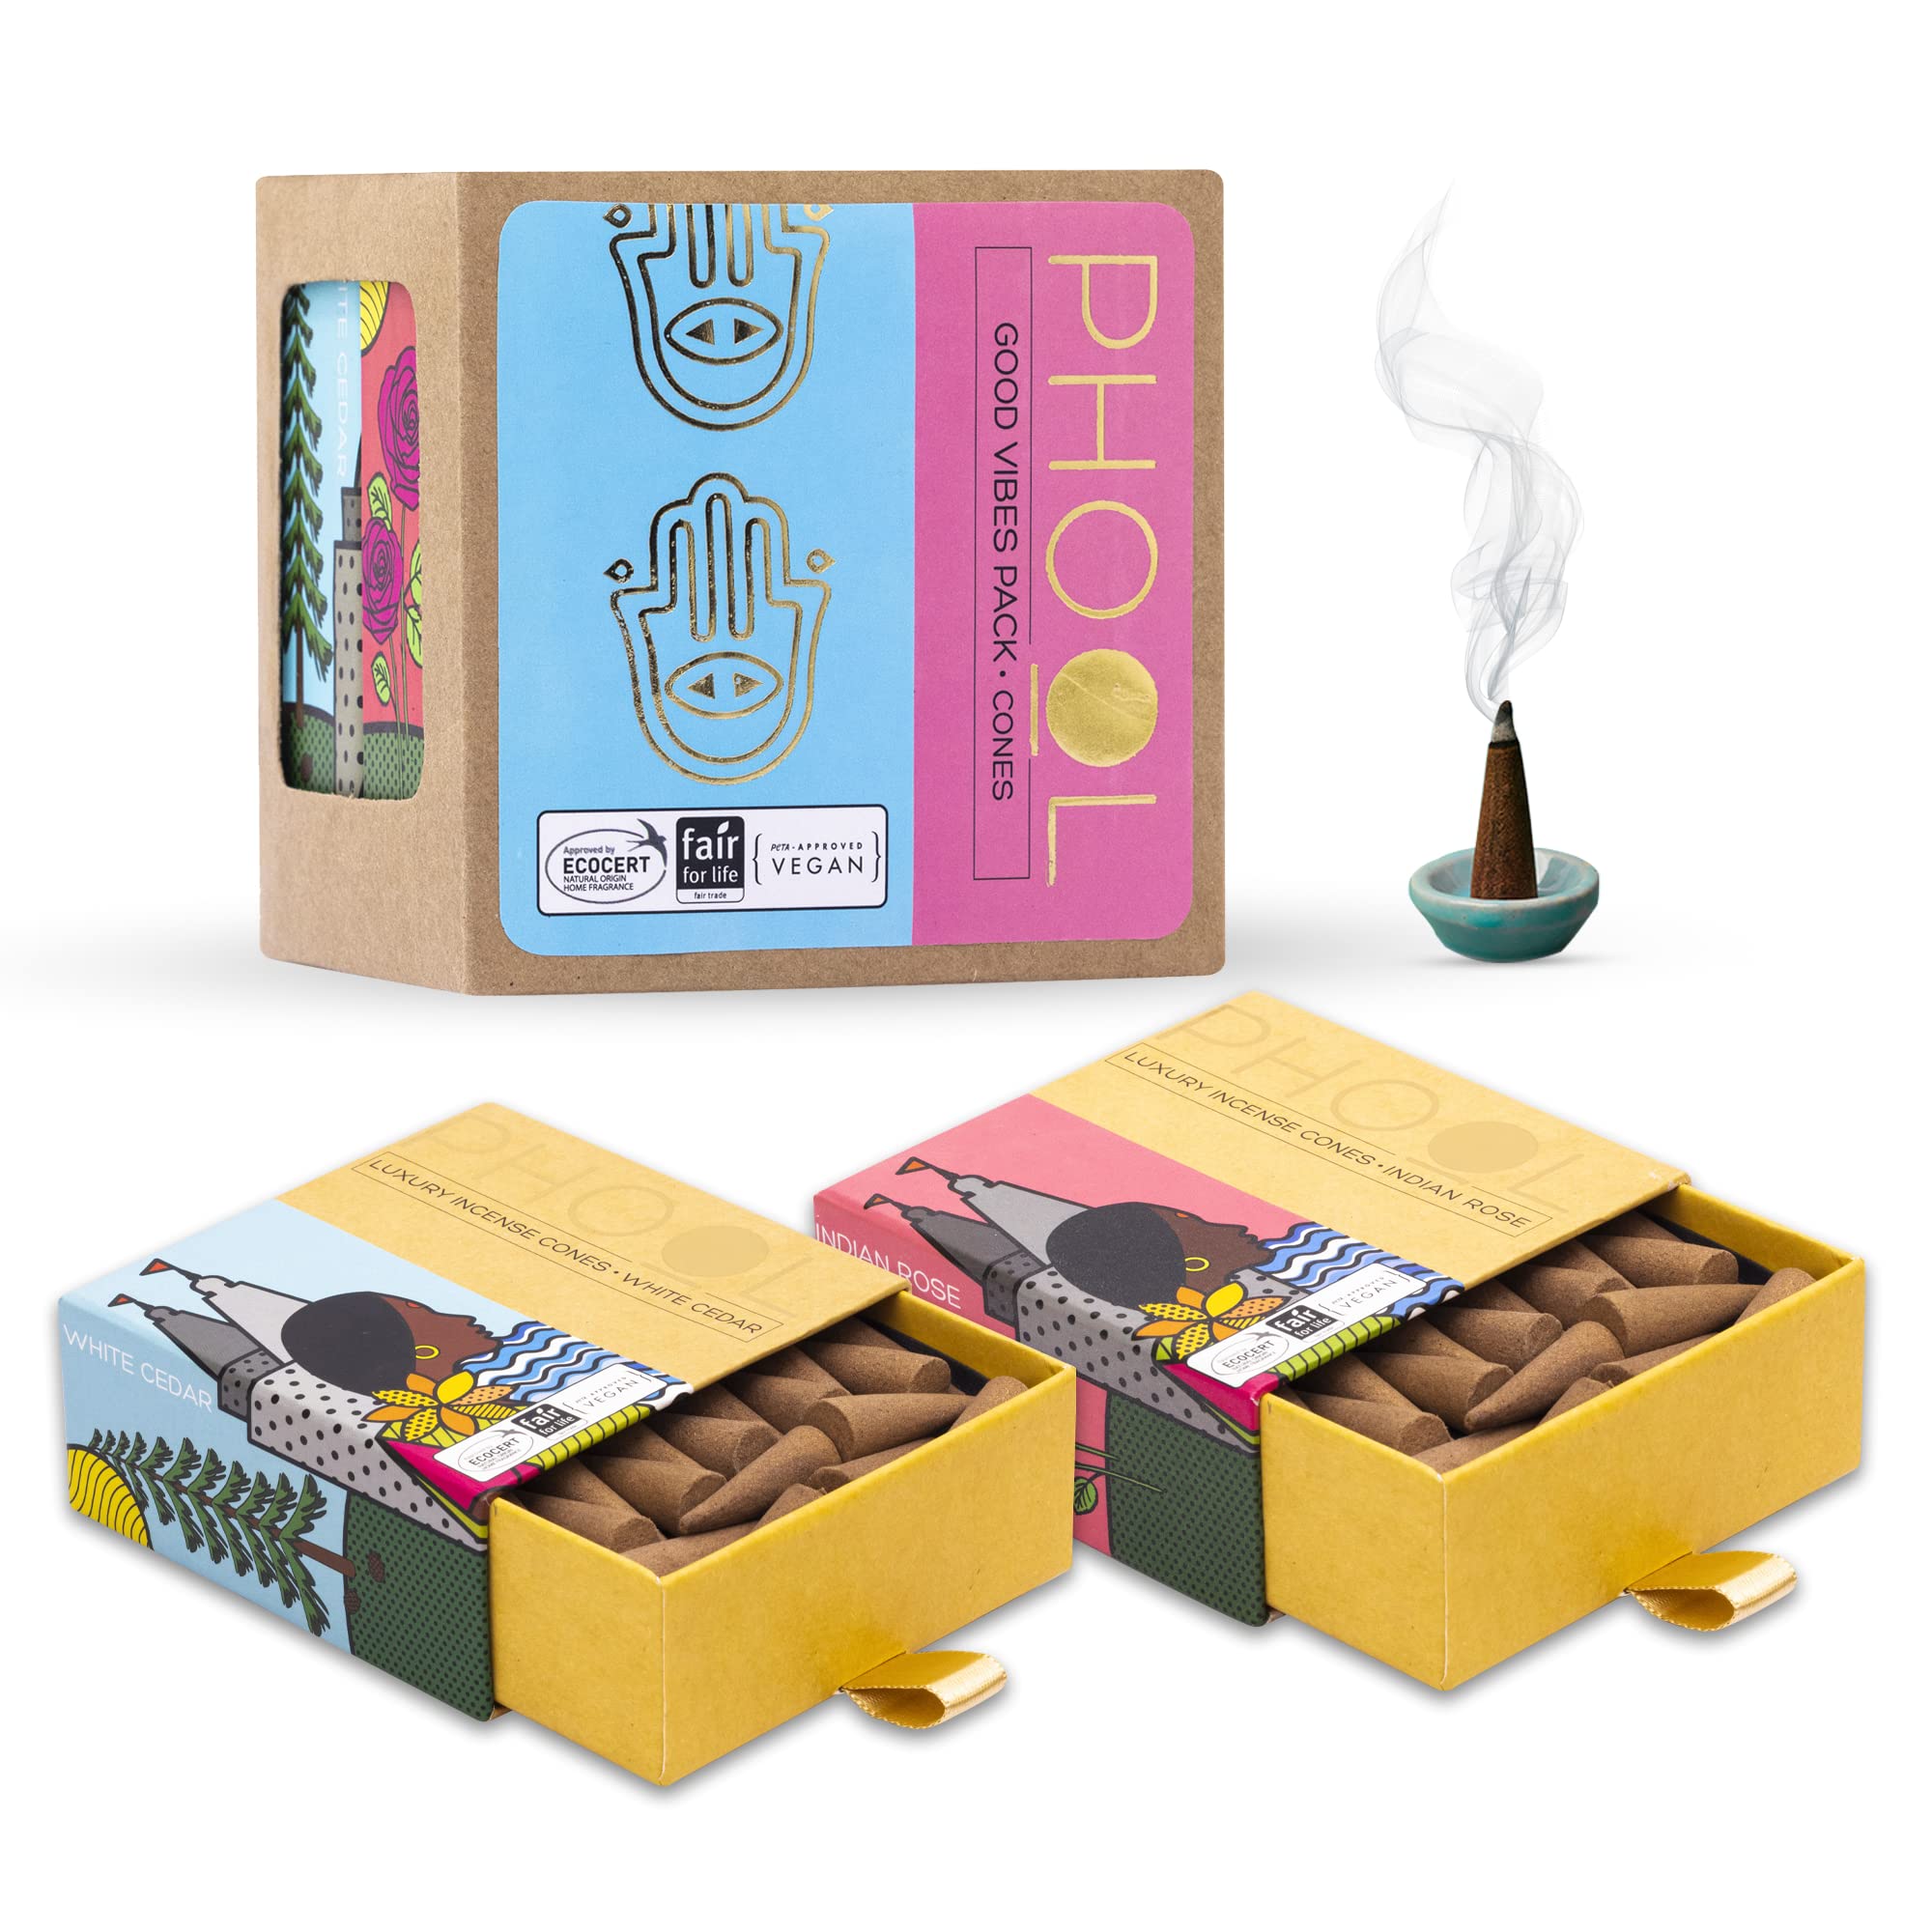 PHOOL
GOOD VIBES PACK • CONES
Approved by
ECOCERT
NATURAL ORIGIN
HOME FRAGRANCE
fair
for life
fair trade
PeTA - APPROVED
VEGAN
ITE CEDAR
PHOOL
LUXURY INCENSE CONES • WHITE CEDAR
WHITE CEDAR
ECOCERT
fair
for life
VEGAN
PHOOL
LUXURY INCENSE CONES • INDIAN ROSE
INDIAN ROSE
ECOCERT
fair
for life
VEGAN